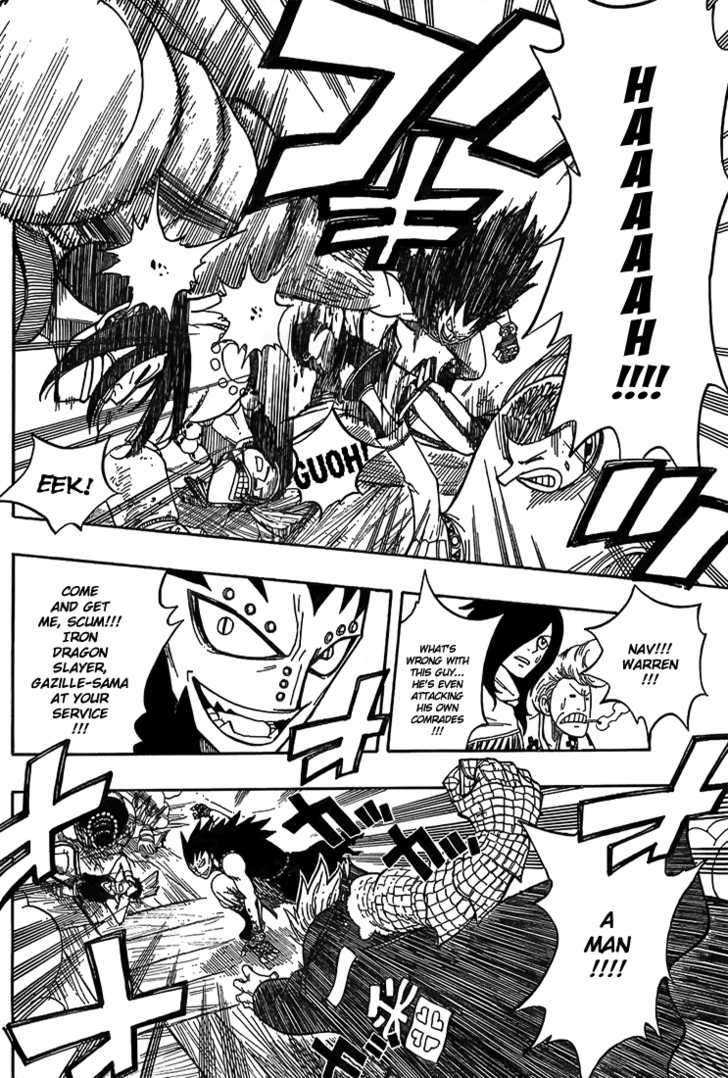 H
A
A
A
A
A
H
!!!!
GUOH!
EEK!
NAV!!!
WARREN
!!!
WHAT'S
WRONG WITH
THIS GUY...
HE'S EVEN
ATTACKING
HIS OWN
COMRADES
!!!
COME
AND GET
ME, SCUM!!!
IRON
DRAGON
SLAYER,
GAZILLE-SAMA
AT YOUR
SERVICE
!!!
A
MAN
!!!!